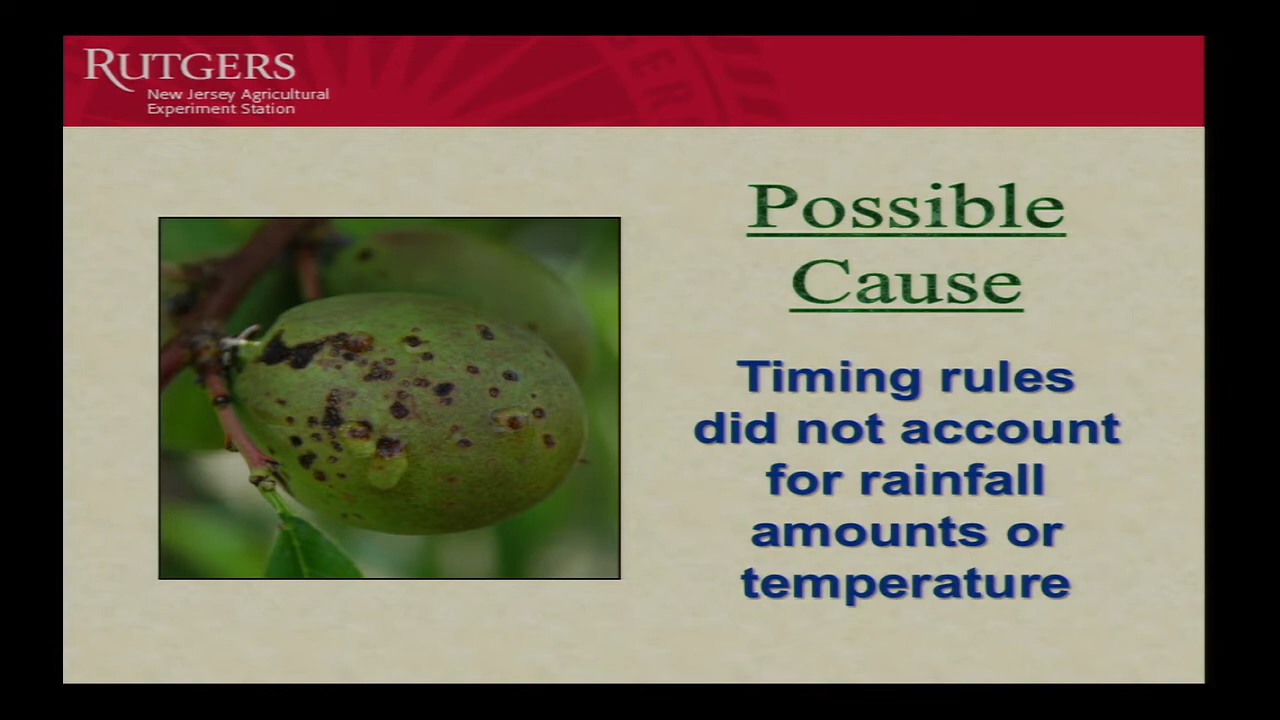 RUTGERS
New Jersey Agricultural
Experiment Station
Possible
Cause
Timing rules
did not account
for rainfall
amounts or
temperature